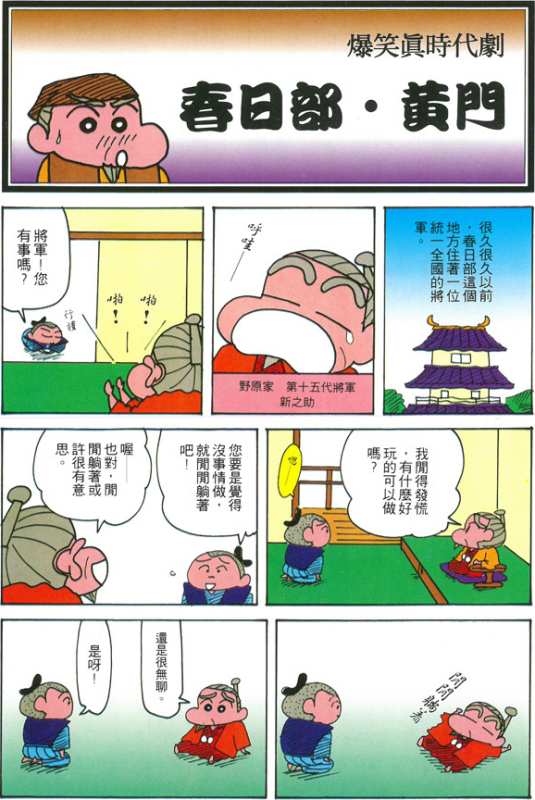 爆笑眞時代劇
春日部・黃門
很久很久以前
，春日部這個
地方住著一位
統一全國的將
軍。
呼哇——
野原家 第十五代將軍
新之助
將軍！您
有事嗎？
啪！
啪！
行禮
我閒得發慌
，有什麼好
玩的可以做
嗎？
嗯—
您要是覺得
沒事情做，
就閒閒躺著
吧！
喔—
也對，閒
閒躺著或
許很有意
思。
閒閒躺著
還是很無聊。
是呀！